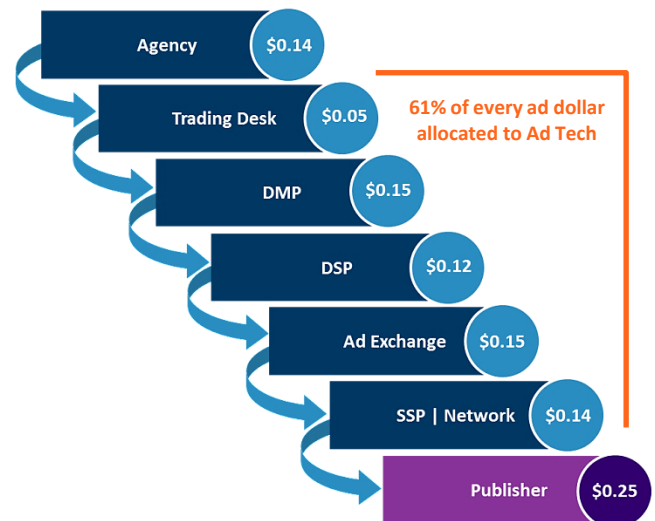 Agency $0.14
Trading Desk $0.05
61% of every ad dollar
allocated to Ad Tech
DMP $0.15
DSP $0.12
Ad Exchange $0.15
SSP | Network $0.14
Publisher $0.25